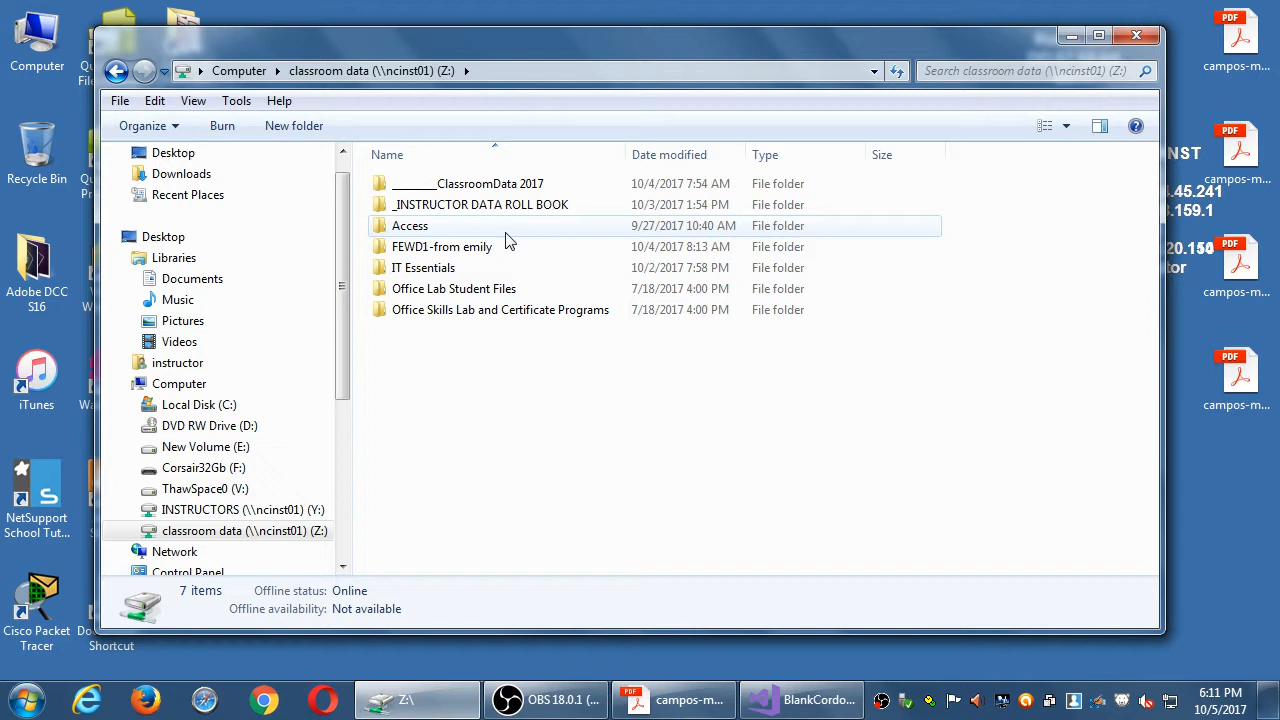 Computer
Recycle Bin
Adobe DCC
S16
iTunes
NetSupport
School Tut...
Cisco Packet
Tracer
Shortcut
Computer
classroom data (\\ncinst01) (Z:)
Search classroom data (\\ncinst01) (Z:)
File Edit View Tools Help
Organize Burn New folder
Desktop
Downloads
Recent Places
Desktop
Libraries
Documents
Music
Pictures
Videos
instructor
Computer
Local Disk (C:)
DVD RW Drive (D:)
New Volume (E:)
Corsair32Gb (F:)
ThawSpace0 (V:)
INSTRUCTORS (\\ncinst01) (Y:)
classroom data (\\ncinst01) (Z:)
Network
Control Panel
Name Date modified Type Size
________ClassroomData 2017 10/4/2017 7:54 AM File folder
_INSTRUCTOR DATA ROLL BOOK 10/3/2017 1:54 PM File folder
Access 9/27/2017 10:40 AM File folder
FEWD1-from emily 10/4/2017 8:13 AM File folder
IT Essentials 10/2/2017 7:58 PM File folder
Office Lab Student Files 7/18/2017 4:00 PM File folder
Office Skills Lab and Certificate Programs 7/18/2017 4:00 PM File folder
7 items Offline status: Online
Offline availability: Not available
PDF
campos-m...
PDF
campos-m...
PDF
campos-m...
PDF
campos-m...
NST
.45.241
.159.1
Z:\
OBS 18.0.1 (...
PDF
campos-m...
BlankCordo...
6:11 PM
10/5/2017